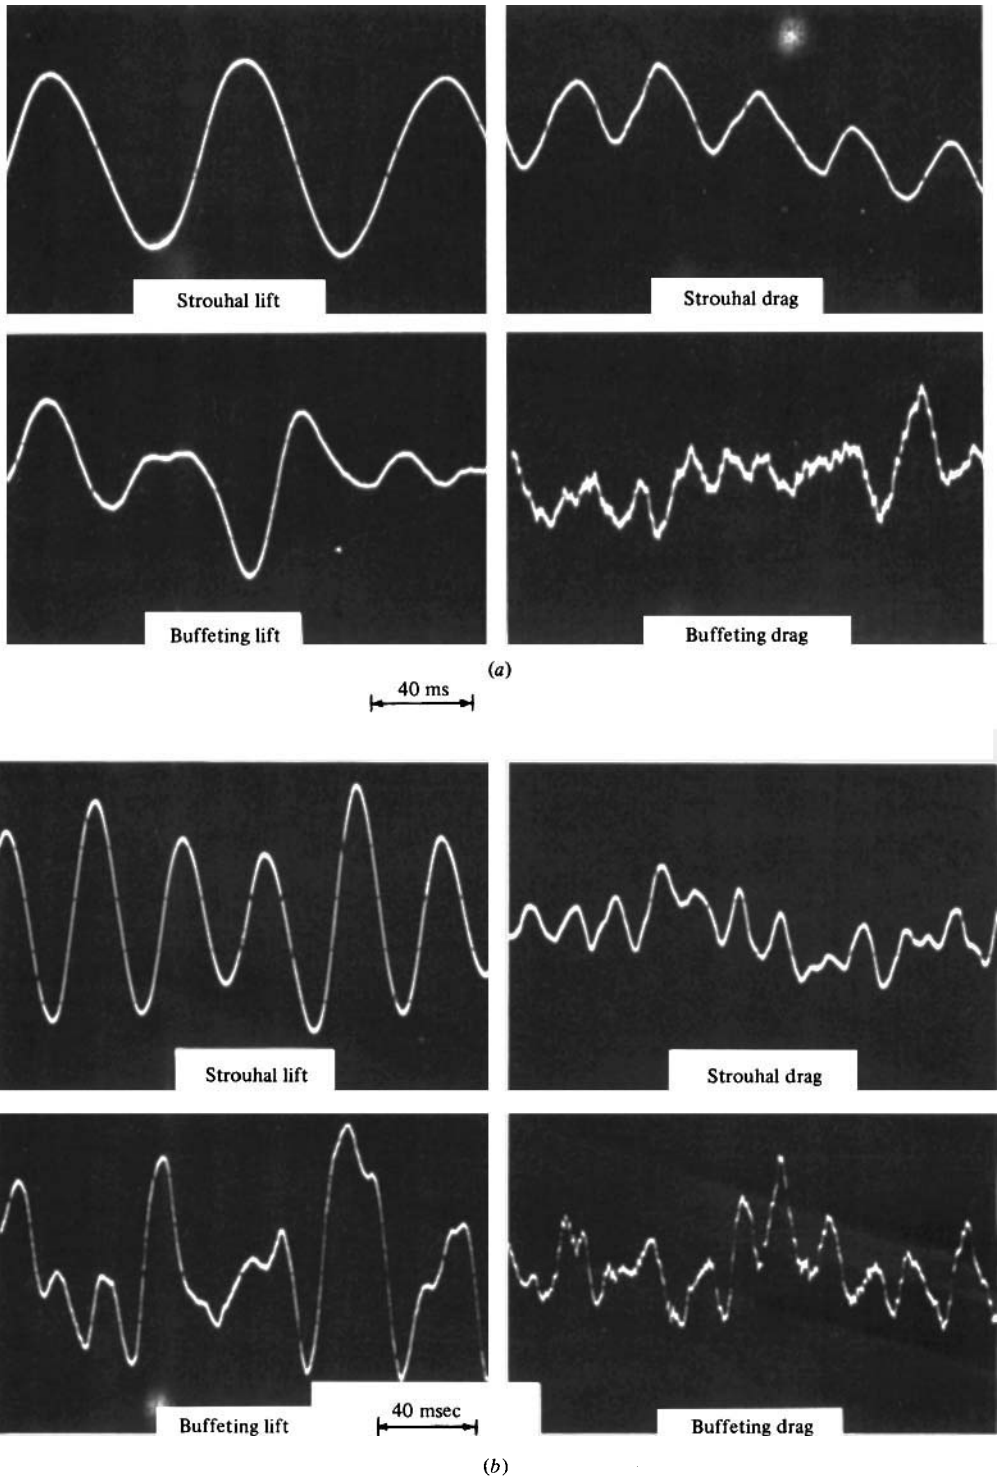 Strouhal lift
Strouhal drag
Buffeting lift
Buffeting drag
(a)
40 ms
Strouhal lift
Strouhal drag
Buffeting lift
40 msec
Buffeting drag
(b)